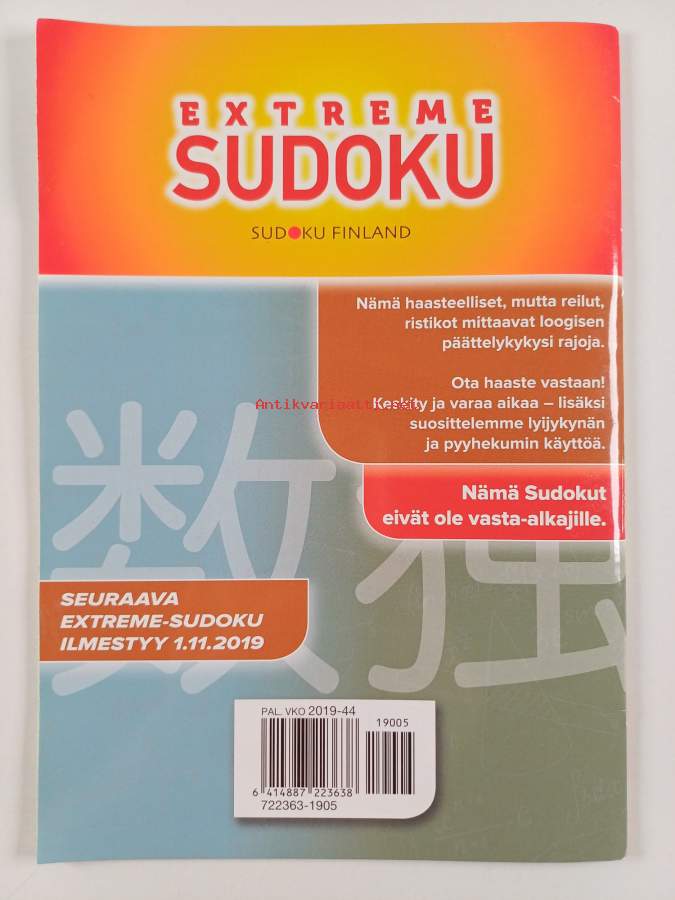 EXTREME
SUDOKU
SUDOKU FINLAND
Nämä haasteelliset, mutta reilut,
ristikot mittaavat loogisen
päättelykykysi rajoja.
Ota haaste vastaan!
Antikvariaatti.net
Keskity ja varaa aikaa – lisäksi
suosittelemme lyijykynän
ja pyyhekumin käyttöä.
Nämä Sudokut
eivät ole vasta-alkajille.
数独
SEURAAVA
EXTREME-SUDOKU
ILMESTYY 1.11.2019
PAL. VKO 2019-44
19005
6 414887 223638
722363-1905